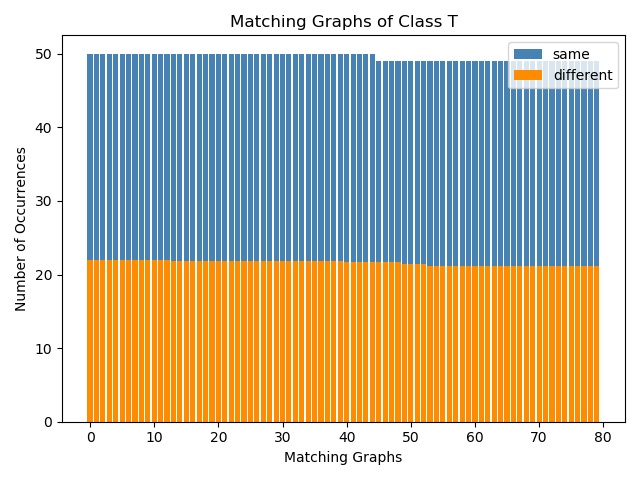 Matching Graphs of Class T
same
different
Number of Occurrences
50
40
30
20
10
0
0 10 20 30 40 50 60 70 80
Matching Graphs